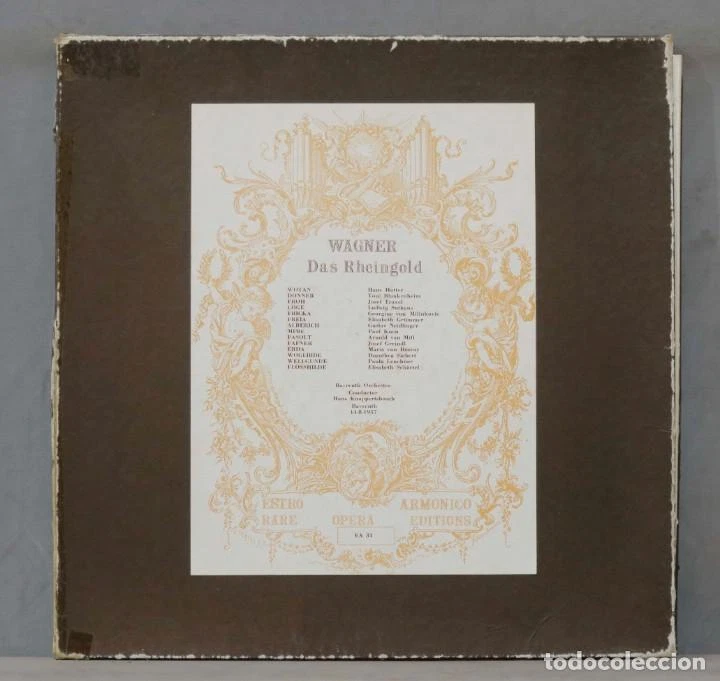 WAGNER
Das Rheingold
WOTAN Hans Hotter
DONNER Toni Blankenheim
FROH Josef Traxel
LOGE Ludwig Suthaus
FRICKA Georgine von Milinkovic
FREIA Elisabeth Grümmer
ALBERICH Gustav Neidlinger
MIME Paul Kuen
FASOLT Arnold van Mill
FAFNER Josef Greindl
ERDA Maria von Ilosvay
WOGLINDE Dorothea Siebert
WELLGUNDE Paula Lenchner
FLOSSHILDE Elisabeth Schärtel
Bayreuth Orchestra
Conductor
Hans Knappertsbusch
Bayreuth
14-8-1957
ESTRO ARMONICO
RARE OPERA EDITIONS
EA 31
todocoleccion
todocoleccion.net